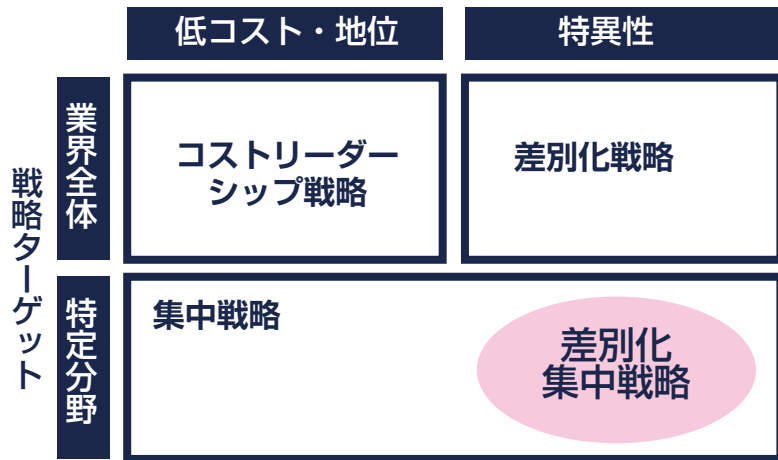 低コスト・地位
特異性
戦略ターゲット
業界全体
コストリーダー
シップ戦略
差別化戦略
特定分野
集中戦略
差別化
集中戦略